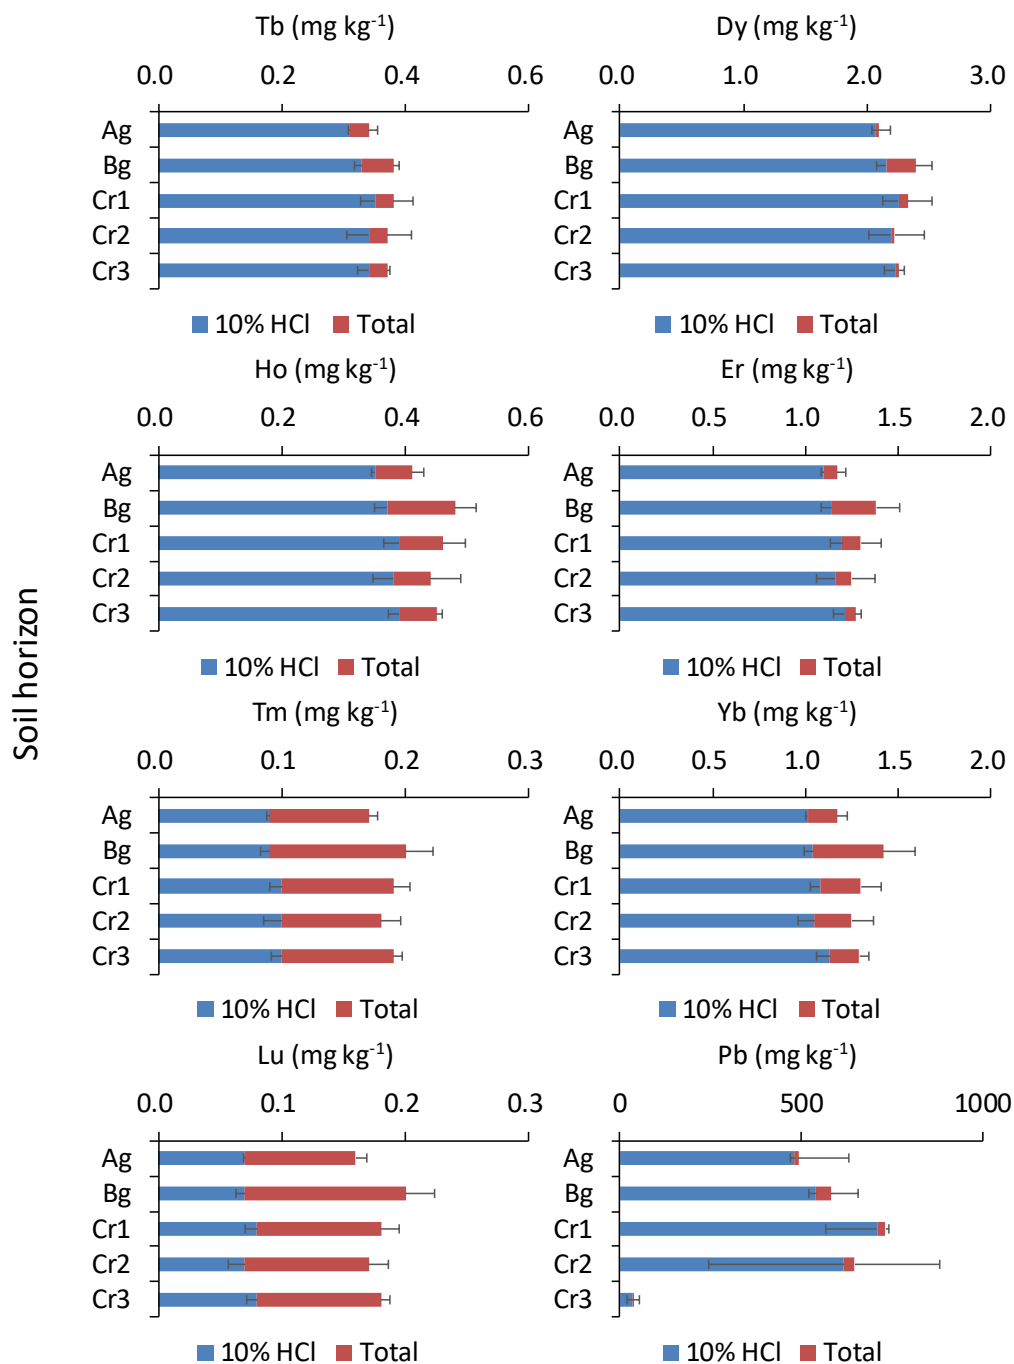 Tb (mg kg⁻¹)
0.0 0.2 0.4 0.6
Ag
Bg
Cr1
Cr2
Cr3
10% HCl Total
Dy (mg kg⁻¹)
0.0 1.0 2.0 3.0
Ag
Bg
Cr1
Cr2
Cr3
10% HCl Total
Ho (mg kg⁻¹)
0.0 0.2 0.4 0.6
Ag
Bg
Cr1
Cr2
Cr3
10% HCl Total
Er (mg kg⁻¹)
0.0 0.5 1.0 1.5 2.0
Ag
Bg
Cr1
Cr2
Cr3
10% HCl Total
Soil horizon
Tm (mg kg⁻¹)
0.0 0.1 0.2 0.3
Ag
Bg
Cr1
Cr2
Cr3
10% HCl Total
Yb (mg kg⁻¹)
0.0 0.5 1.0 1.5 2.0
Ag
Bg
Cr1
Cr2
Cr3
10% HCl Total
Lu (mg kg⁻¹)
0.0 0.1 0.2 0.3
Ag
Bg
Cr1
Cr2
Cr3
10% HCl Total
Pb (mg kg⁻¹)
0 500 1000
Ag
Bg
Cr1
Cr2
Cr3
10% HCl Total